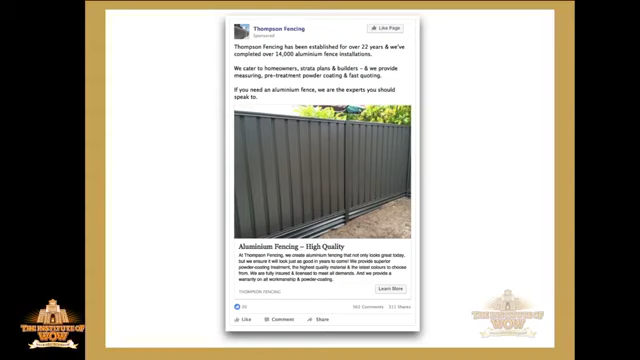 Thompson Fencing
Sponsored
Like Page
Thompson Fencing has been established for over 22 years & we've
completed over 14,000 aluminium fence installations.
We cater to homeowners, strata plans & builders – & we provide
measuring, pre-treatment powder coating & fast quoting.
If you need an aluminium fence, we are the experts you should
speak to.
Aluminium Fencing – High Quality
At Thompson Fencing, we create aluminium fencing that not only looks great today,
but we ensure it will look just as good in years to come! We provide superior
powder-coating treatment, the highest quality material & the latest colours to choose
from. We are fully insured & licensed to meet all demands. And we provide a
warranty on all workmanship & powder-coating.
THOMPSON FENCING
Learn More
Comments
Shares
Like
Comment
Share
THE INSTITUTE OF
WOW
THE INSTITUTE OF
WOW